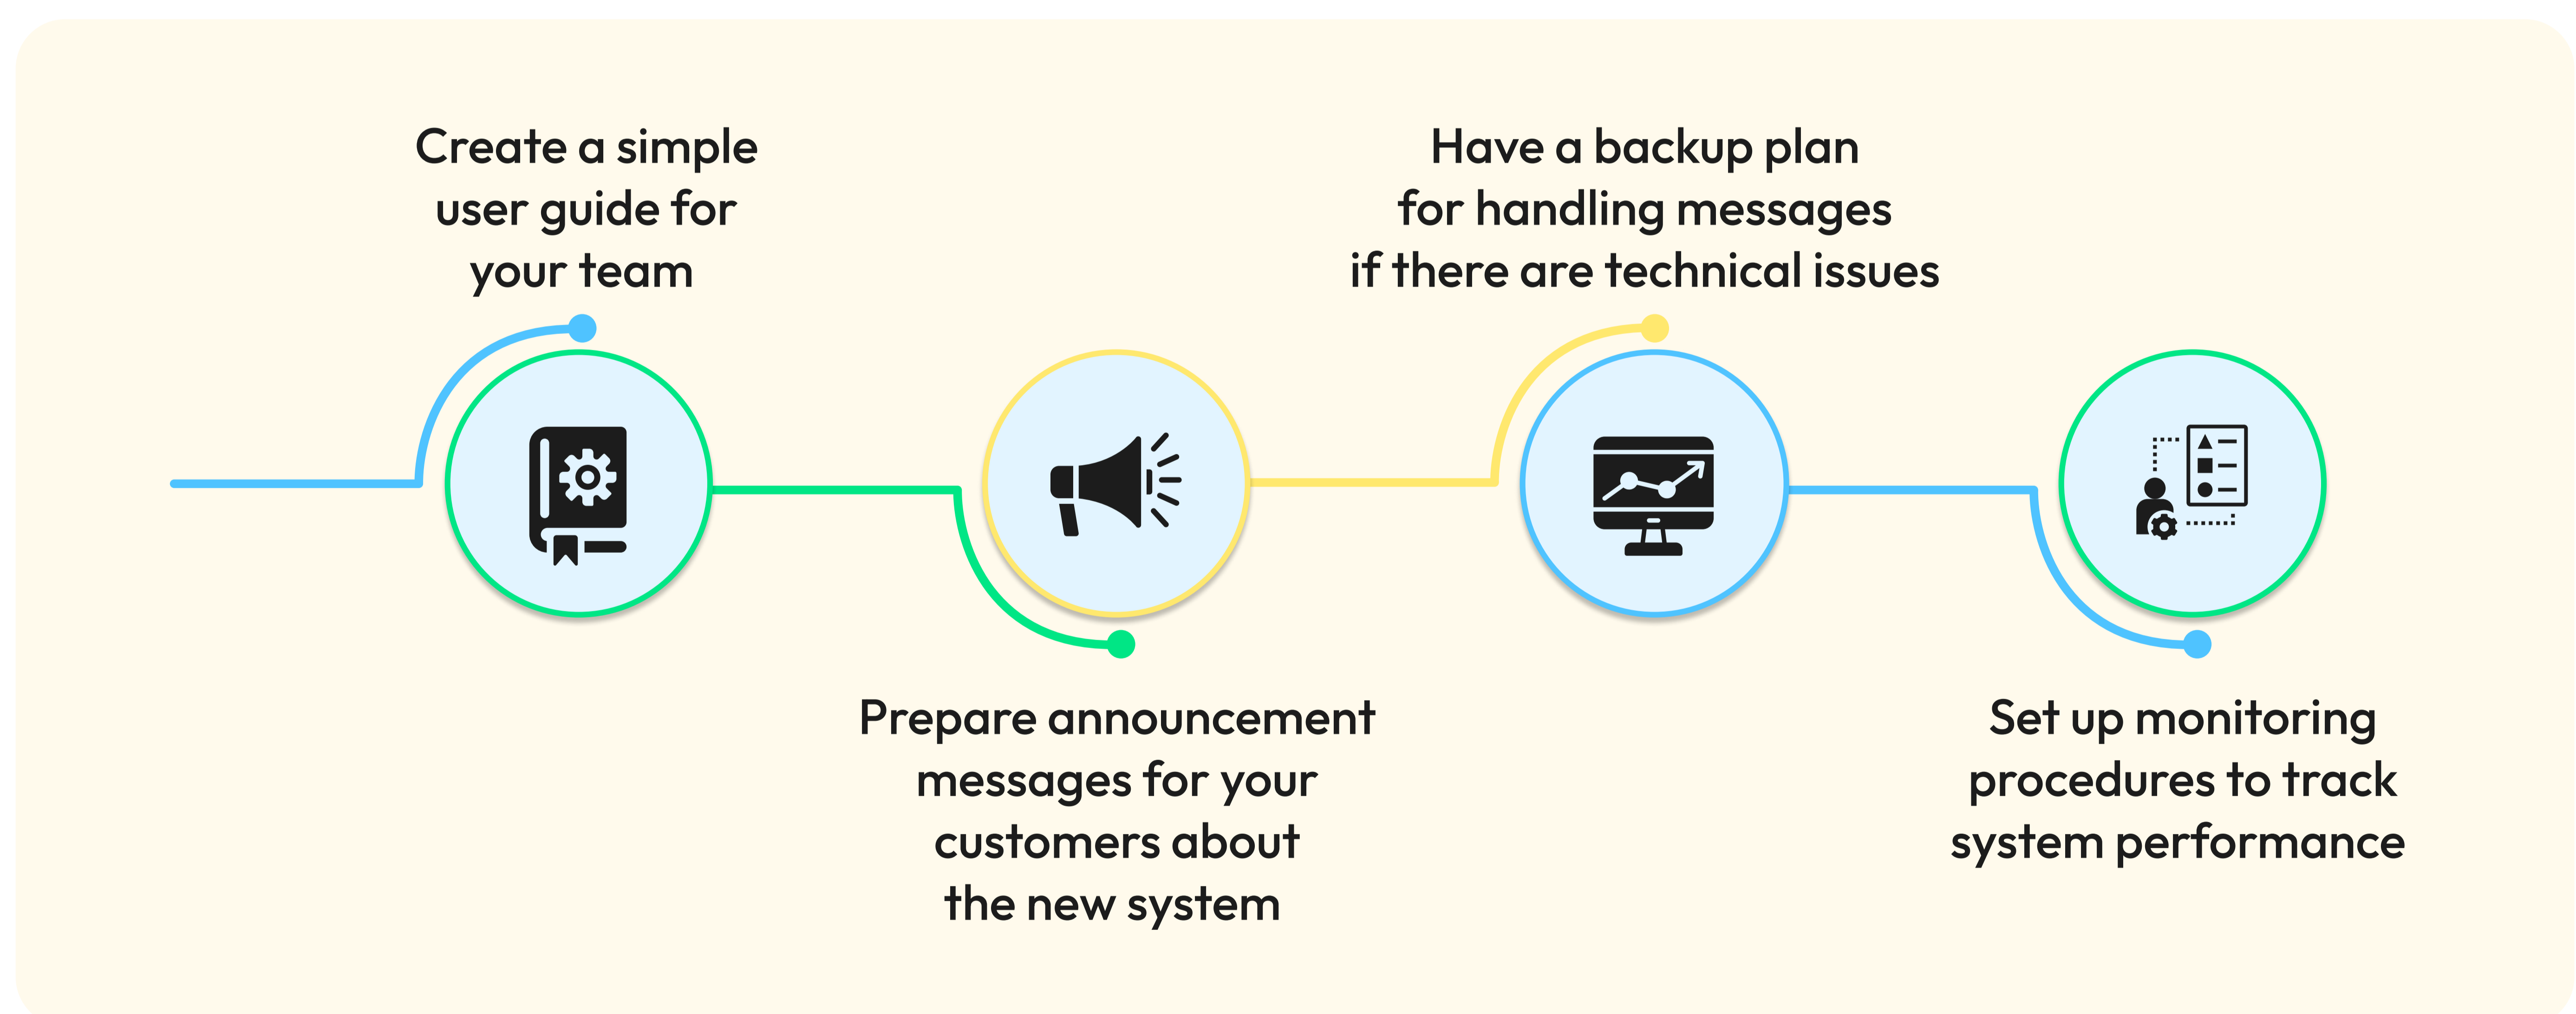 Create a simple
user guide for
your team
Prepare announcement
messages for your
customers about
the new system
Have a backup plan
for handling messages
if there are technical issues
Set up monitoring
procedures to track
system performance